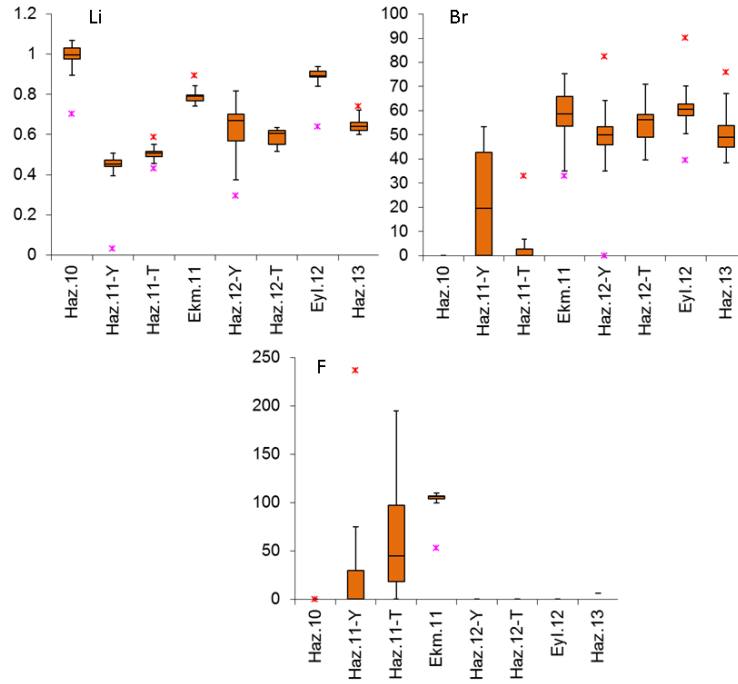 Li
1.2
1
0.8
0.6
0.4
0.2
0
Haz.10
Haz.11-Y
Haz.11-T
Ekm.11
Haz.12-Y
Haz.12-T
Eyl.12
Haz.13
Br
100
90
80
70
60
50
40
30
20
10
0
Haz.10
Haz.11-Y
Haz.11-T
Ekm.11
Haz.12-Y
Haz.12-T
Eyl.12
Haz.13
F
250
200
150
100
50
0
Haz.10
Haz.11-Y
Haz.11-T
Ekm.11
Haz.12-Y
Haz.12-T
Eyl.12
Haz.13